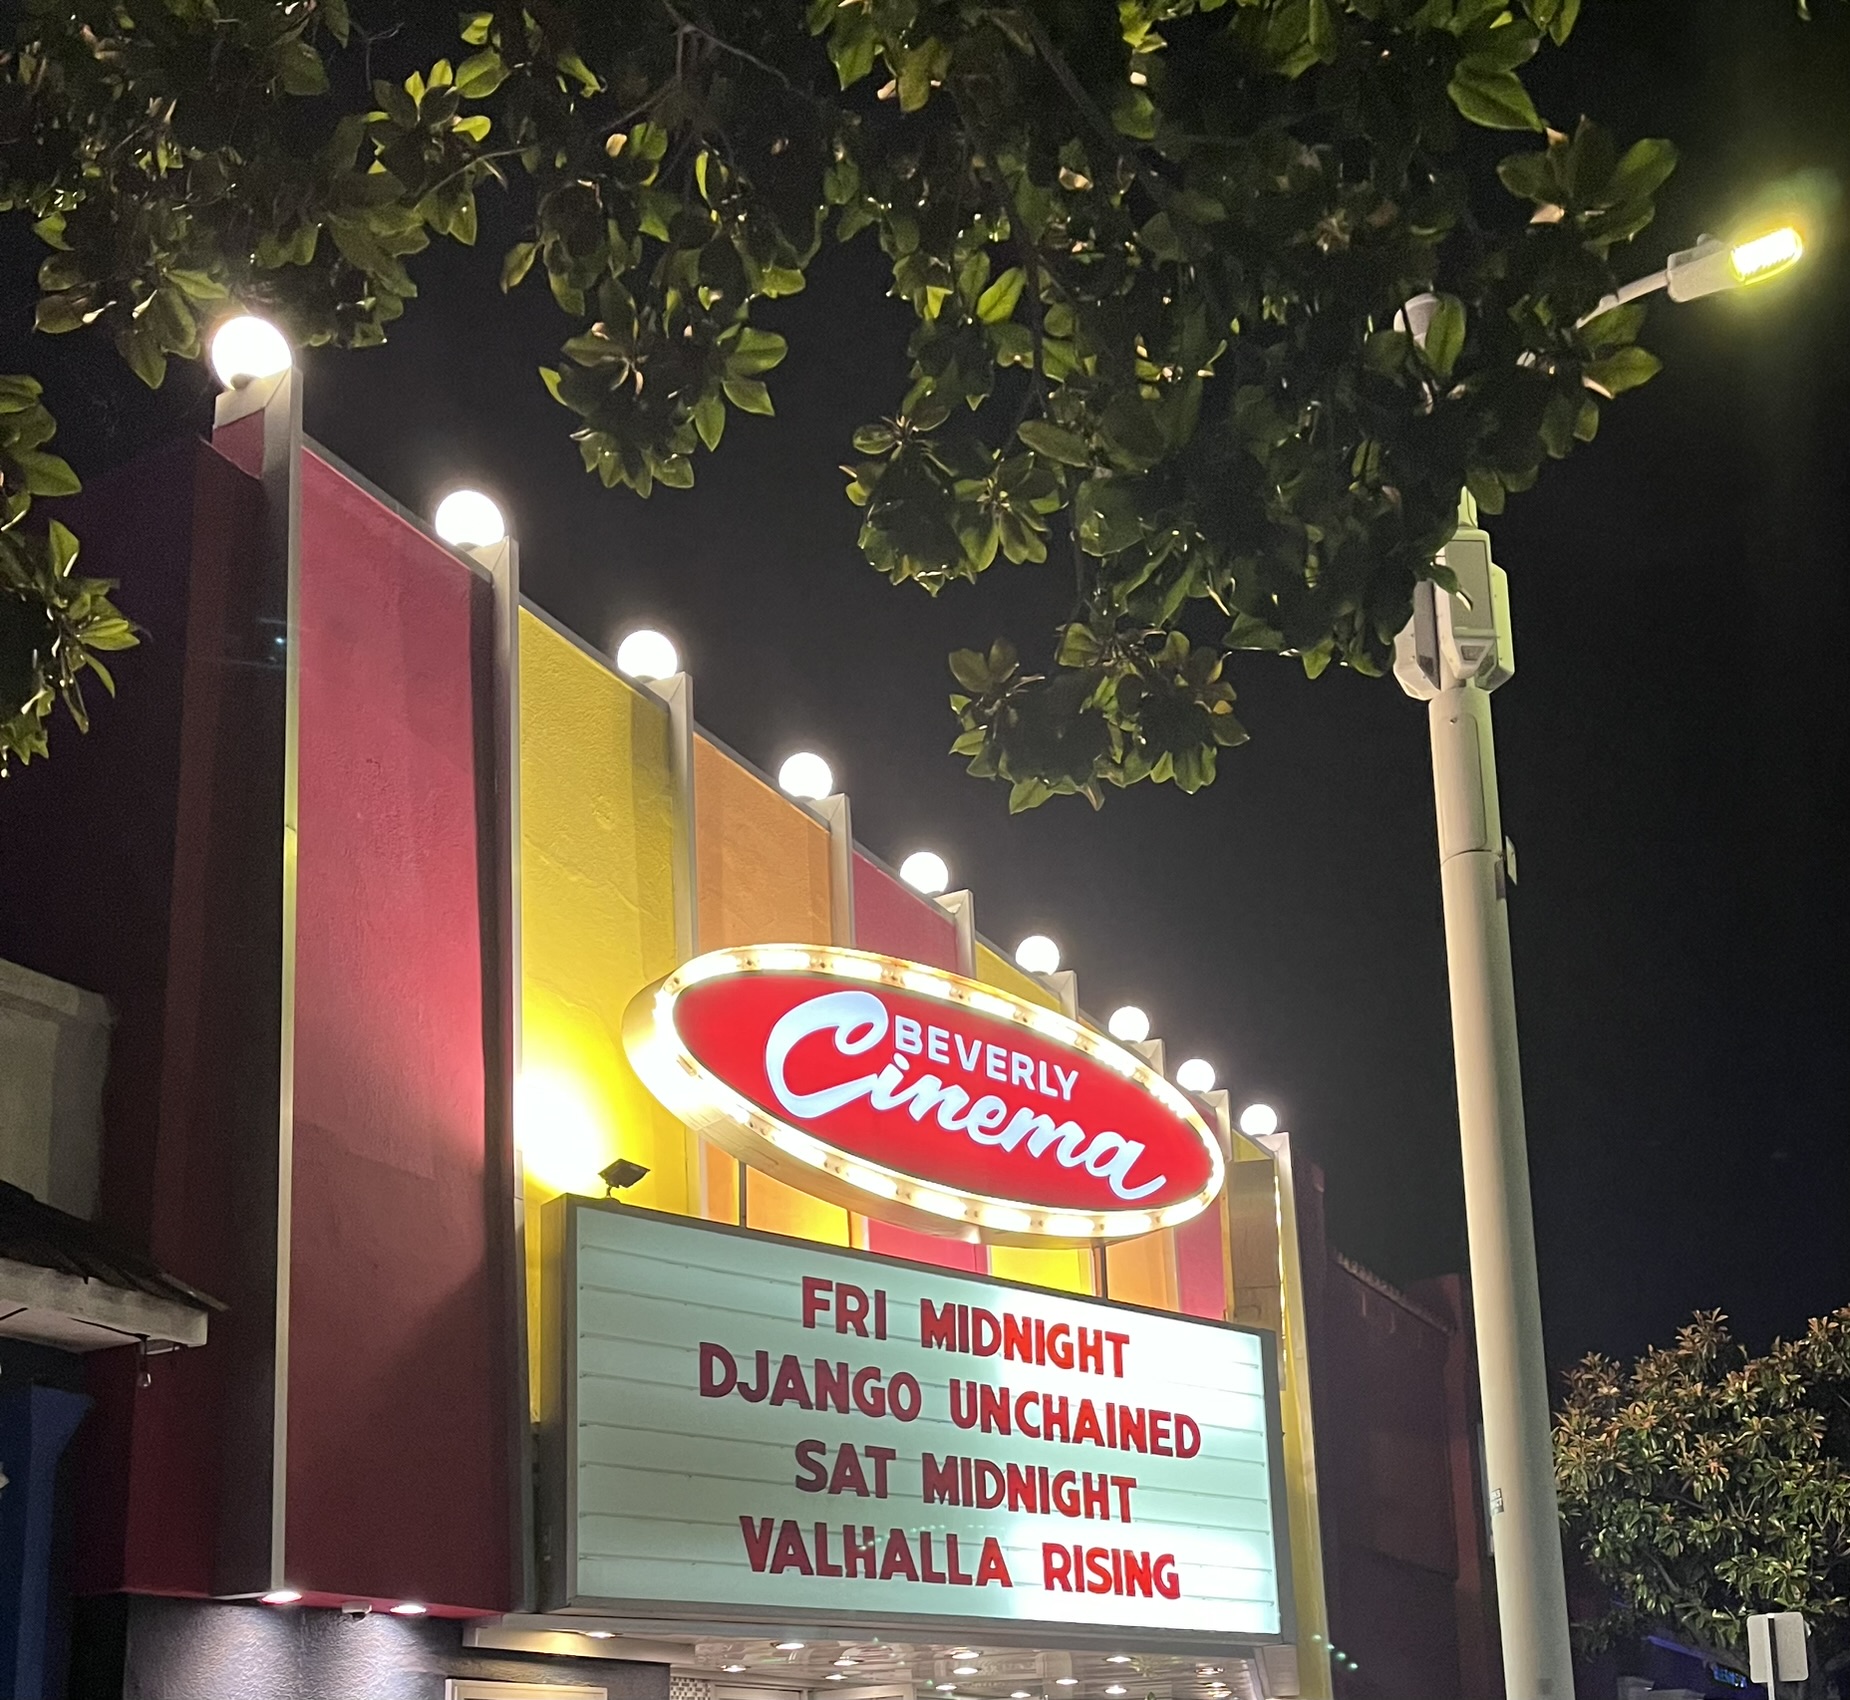 BEVERLY
Cinema
FRI MIDNIGHT
DJANGO UNCHAINED
SAT MIDNIGHT
VALHALLA RISING